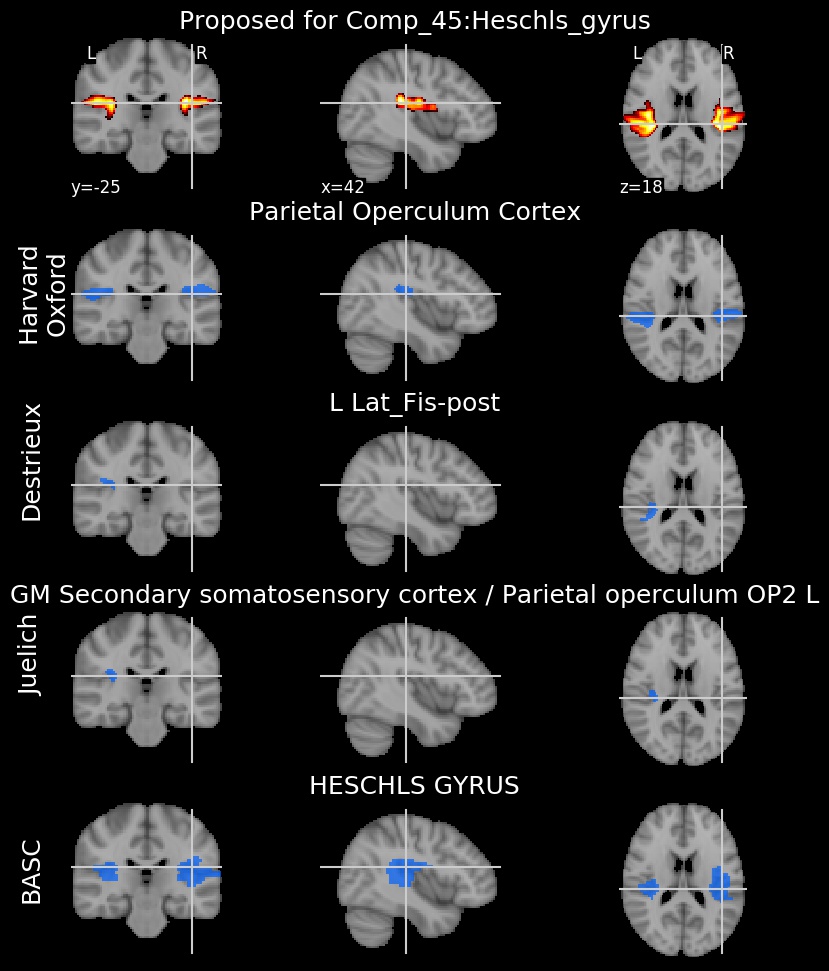 Proposed for Comp_45:Heschls_gyrus
L R L R
y=-25 x=42 z=18
Parietal Operculum Cortex
Harvard
Oxford
L Lat_Fis-post
Destrieux
GM Secondary somatosensory cortex / Parietal operculum OP2 L
Juelich
HESCHLS GYRUS
BASC